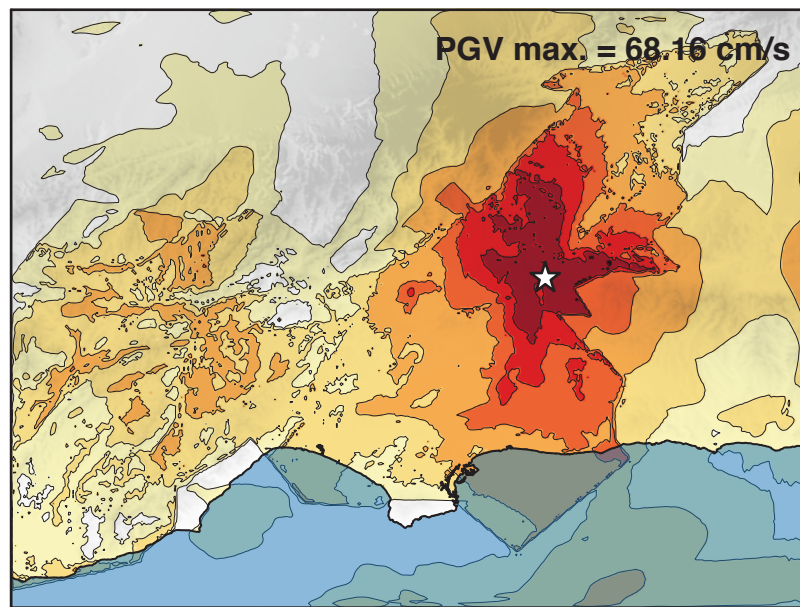 PGV max. = 68.16 cm/s